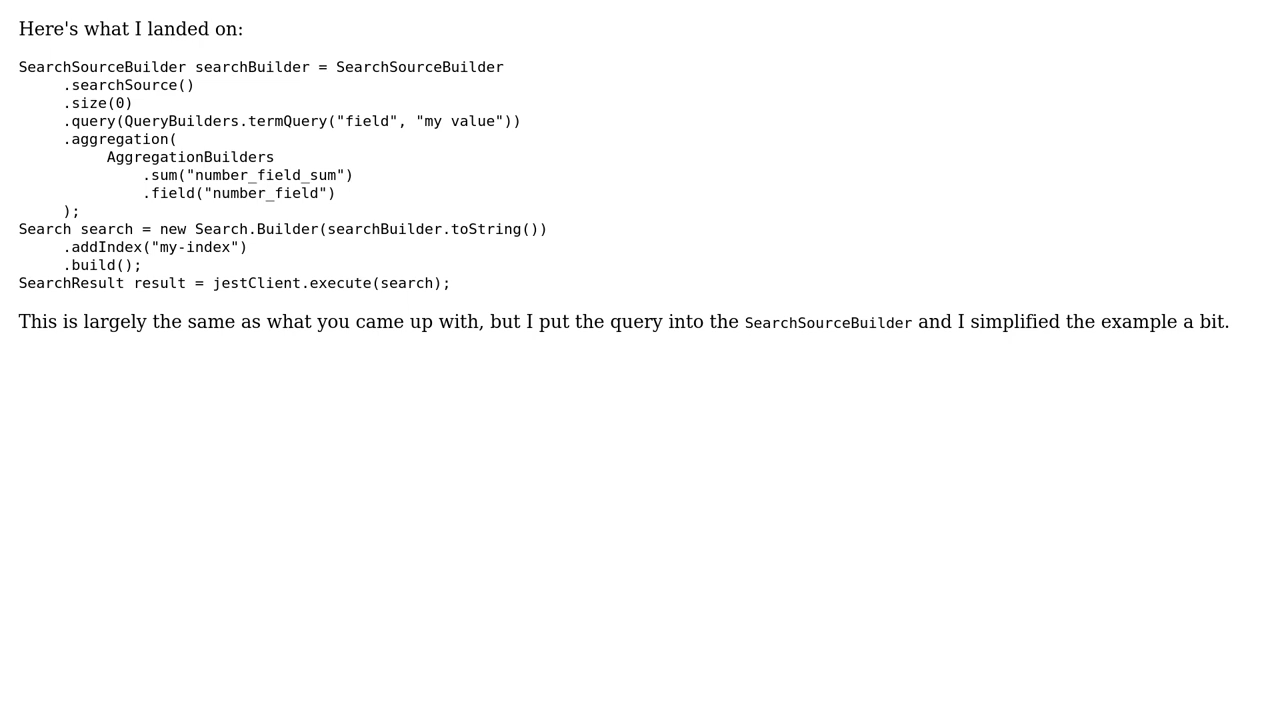 Here's what I landed on:
SearchSourceBuilder searchBuilder = SearchSourceBuilder
     .searchSource()
     .size(0)
     .query(QueryBuilders.termQuery("field", "my value"))
     .aggregation(
          AggregationBuilders
              .sum("number_field_sum")
              .field("number_field")
     );
Search search = new Search.Builder(searchBuilder.toString())
     .addIndex("my-index")
     .build();
SearchResult result = jestClient.execute(search);
This is largely the same as what you came up with, but I put the query into the SearchSourceBuilder and I simplified the example a bit.